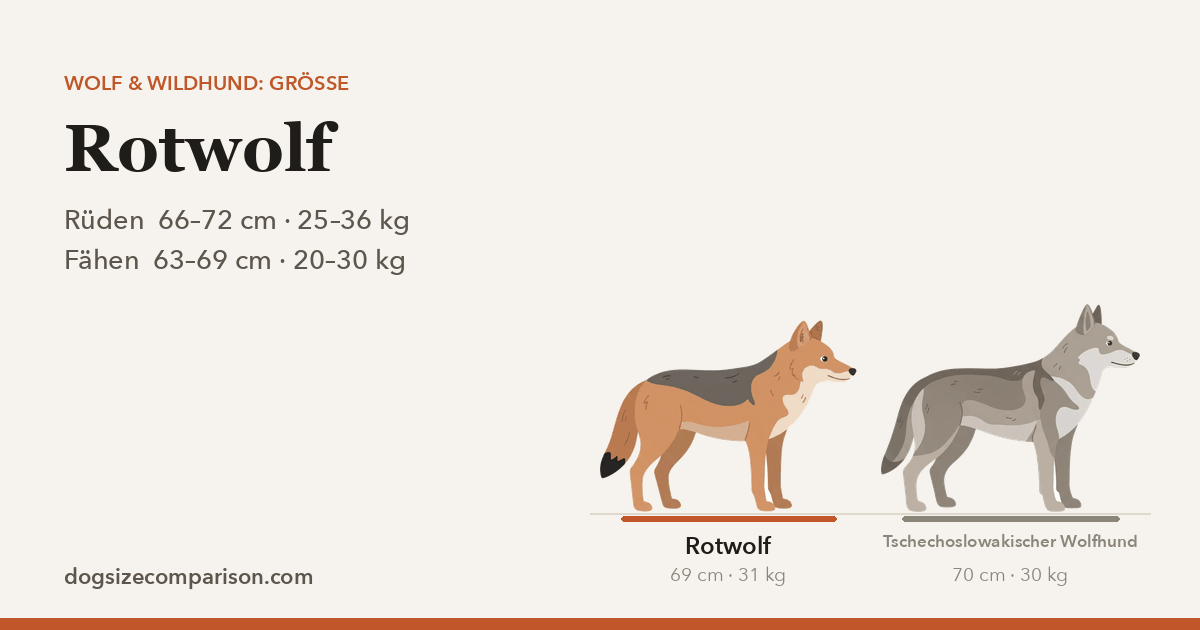 WOLF & WILDHUND: GRÖSSE
Rotwolf
Rüden 66–72 cm · 25–36 kg
Fähen 63–69 cm · 20–30 kg
Rotwolf
69 cm · 31 kg
Tschechoslowakischer Wolfhund
70 cm · 30 kg
dogsizecomparison.com